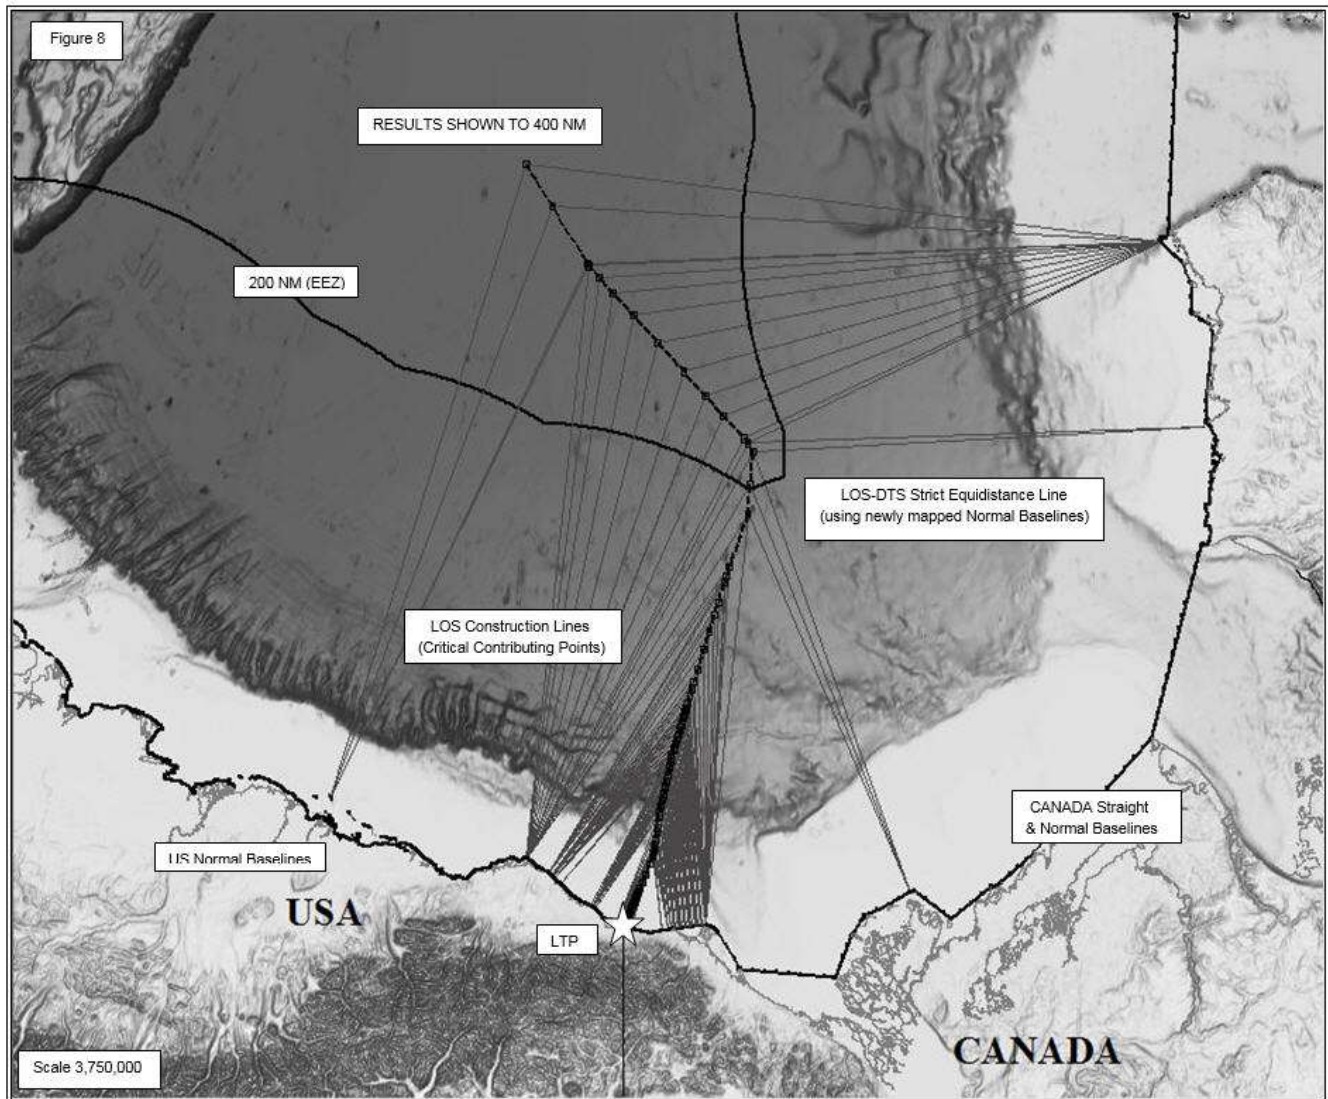 Figure 8
RESULTS SHOWN TO 400 NM
200 NM (EEZ)
LOS-DTS Strict Equidistance Line
(using newly mapped Normal Baselines)
LOS Construction Lines
(Critical Contributing Points)
CANADA Straight
& Normal Baselines
US Normal Baselines
USA
LTP
CANADA
Scale 3,750,000